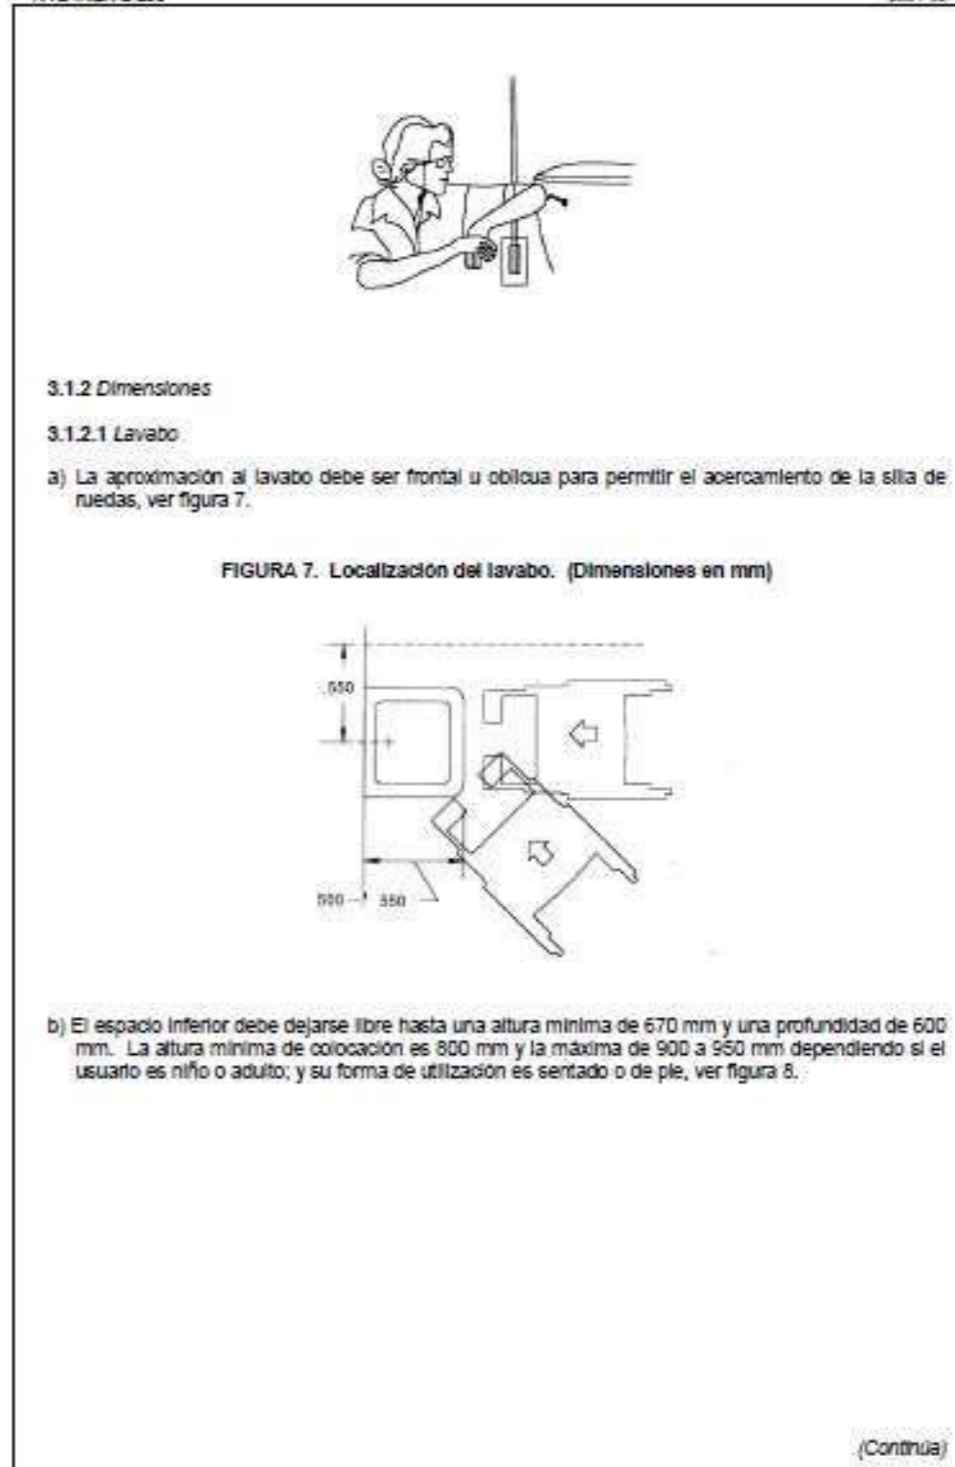 3.1.2 Dimensiones
3.1.2.1 Lavabo
a) La aproximación al lavabo debe ser frontal u oblicua para permitir el acercamiento de la silla de
ruedas, ver figura 7.
FIGURA 7. Localización del lavabo. (Dimensiones en mm)
.550
500 550
b) El espacio inferior debe dejarse libre hasta una altura mínima de 670 mm y una profundidad de 600
mm. La altura mínima de colocación es 800 mm y la máxima de 900 a 950 mm dependiendo si el
usuario es niño o adulto; y su forma de utilización es sentado o de pie, ver figura 8.
(Continúa)